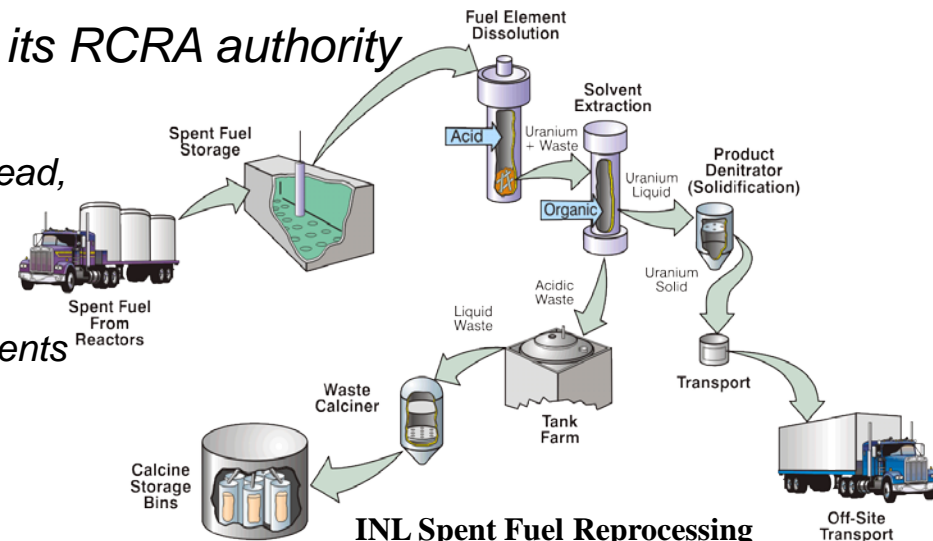 its RCRA authority
ead,
ents
Spent Fuel
From
Reactors
Spent Fuel
Storage
Fuel Element
Dissolution
Acid
Uranium
+ Waste
Solvent
Extraction
Organic
Uranium
Liquid
Product
Denitrator
(Solidification)
Uranium
Solid
Transport
Off-Site
Transport
Acidic
Waste
Tank
Farm
Liquid
Waste
Waste
Calciner
Calcine
Storage
Bins
INL Spent Fuel Reprocessing